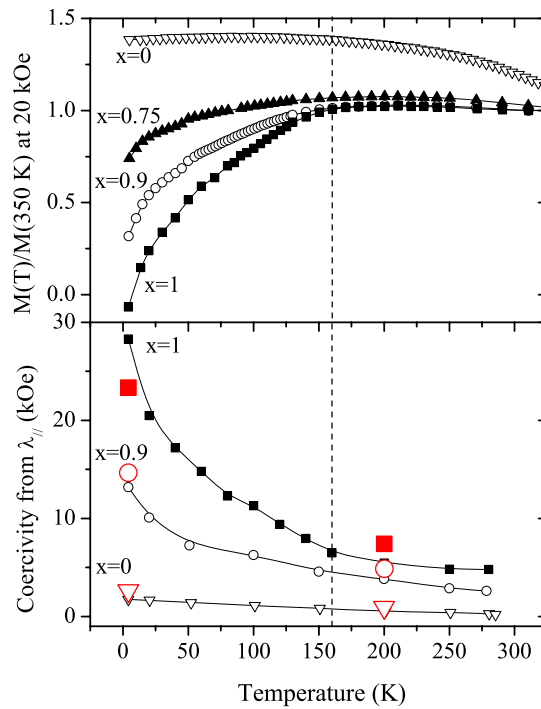 M(T)/M(350 K) at 20 kOe
1.5
1.0
0.5
0.0
x=0
x=0.75
x=0.9
x=1
Coercivity from λ// (kOe)
30
20
10
0
x=1
x=0.9
x=0
0 50 100 150 200 250 300
Temperature (K)